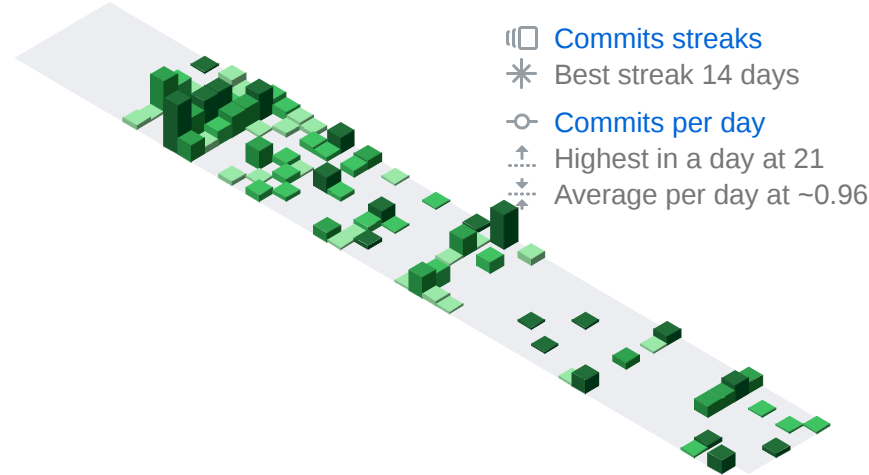 Commits streaks
Best streak 14 days
Commits per day
Highest in a day at 21
Average per day at ~0.96